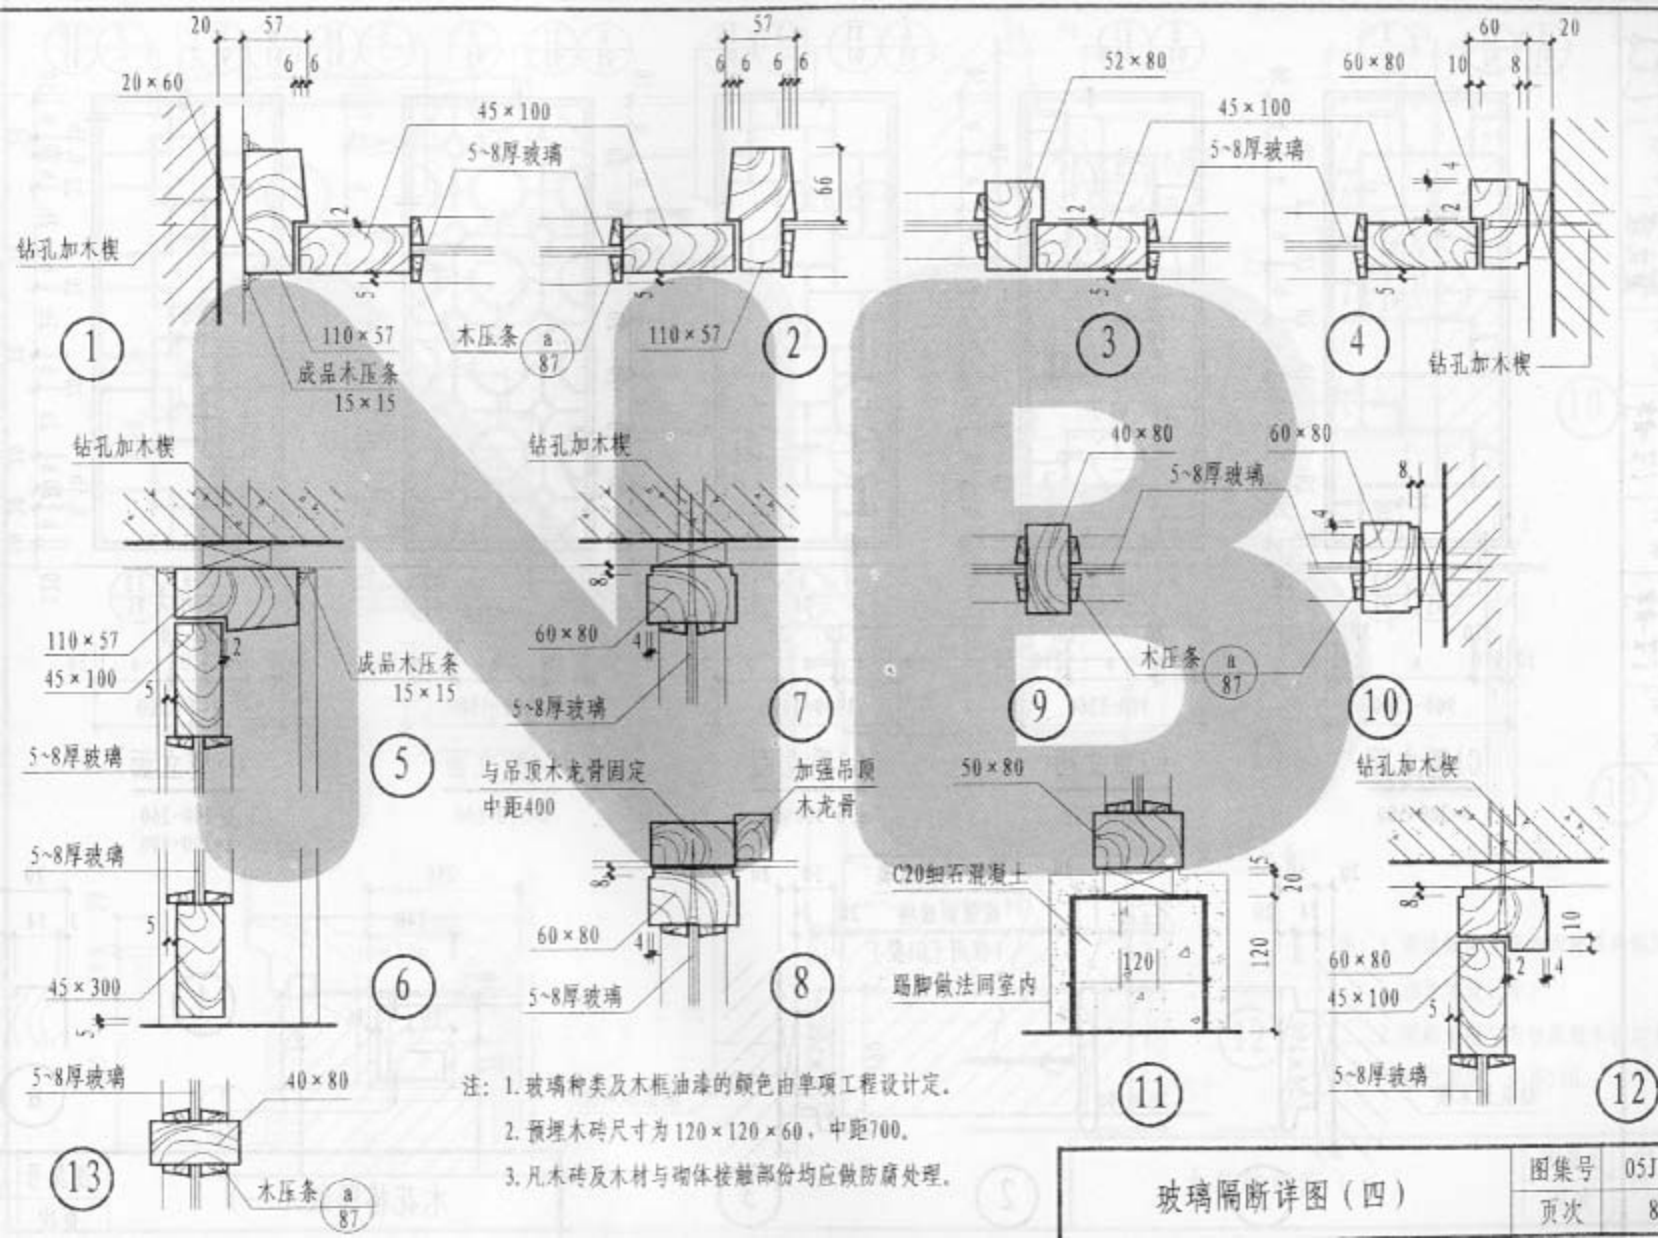 20
57
6 6
20×60
钻孔加木楔
45×100
5~8厚玻璃
2
5
110×57
成品木压条
15×15
木压条
a
87
1
57
6 6 6 6
66
2
5
110×57
2
52×80
45×100
5~8厚玻璃
2
5
3
60
20
60×80
10
8
4
2
5
钻孔加木楔
4
钻孔加木楔
110×57
45×100
2
5
成品木压条
15×15
5~8厚玻璃
5
5~8厚玻璃
5
45×300
5
6
钻孔加木楔
8
60×80
4
5~8厚玻璃
7
与吊顶木龙骨固定
中距400
加强吊顶
木龙骨
8
60×80
4
5~8厚玻璃
8
40×80
5~8厚玻璃
木压条
a
87
9
60×80
8
4
10
50×80
C20细石混凝土
踢脚做法同室内
120
5
20
120
11
钻孔加木楔
8
10
60×80
45×100
2
4
5
5~8厚玻璃
12
5~8厚玻璃
40×80
木压条
a
87
13
注: 1.玻璃种类及木框油漆的颜色由单项工程设计定。
2.预埋木砖尺寸为120×120×60,中距700。
3.凡木砖及木材与砌体接触部份均应做防腐处理。
玻璃隔断详图(四)
图集号
05J
页次
8
NB